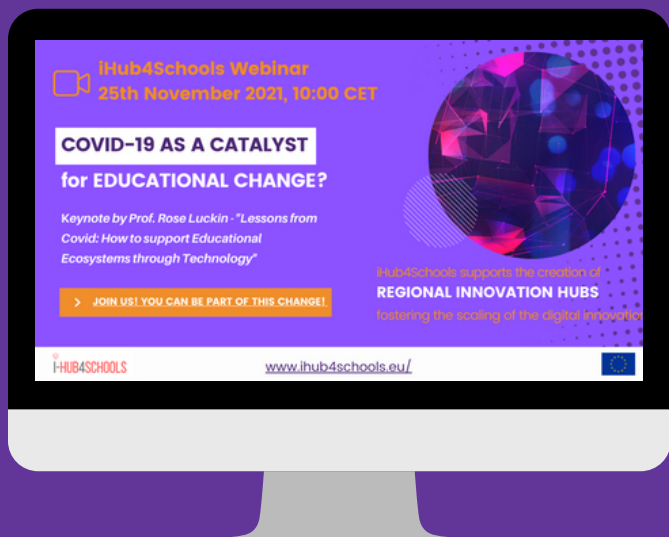 iHub4Schools Webinar
25th November 2021, 10:00 CET
COVID-19 AS A CATALYST
for EDUCATIONAL CHANGE?
Keynote by Prof. Rose Luckin - "Lessons from
Covid: How to support Educational
Ecosystems through Technology"
> JOIN US! YOU CAN BE PART OF THIS CHANGE!
iHub4Schools supports the creation of
REGIONAL INNOVATION HUBS
fostering the scaling of the digital innovation
i-HUB4SCHOOLS
www.ihub4schools.eu/